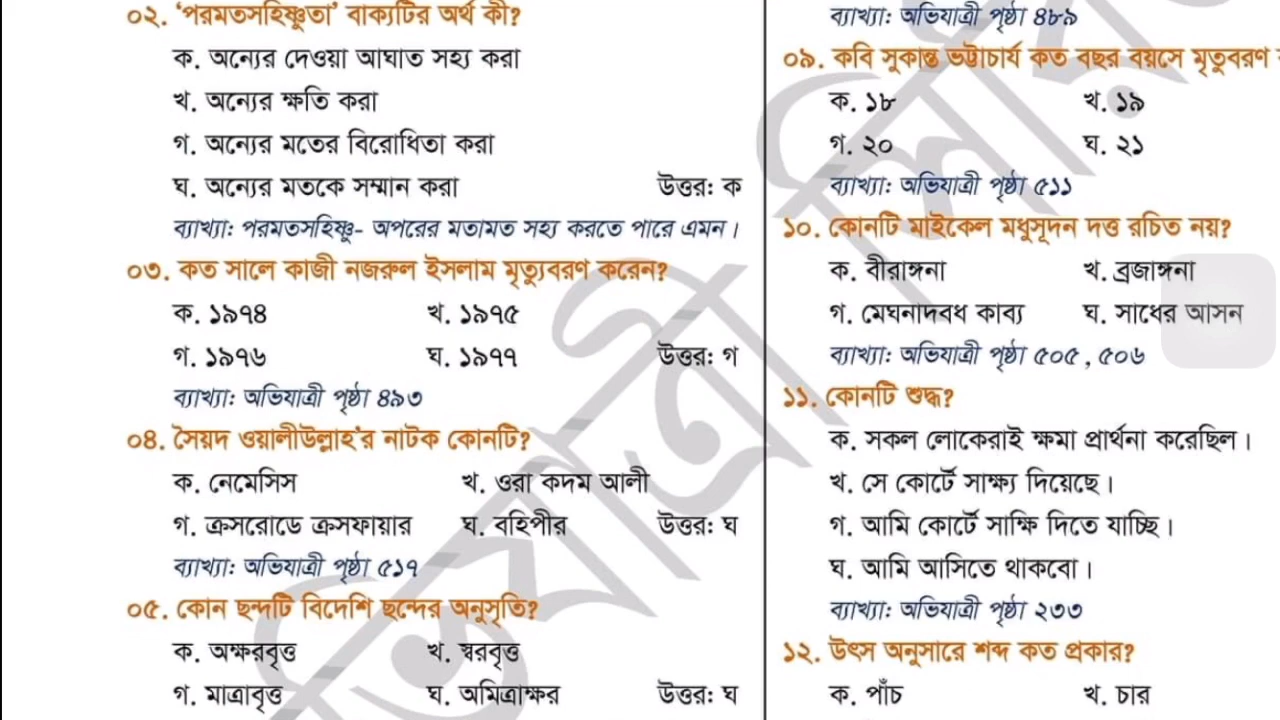 ০২. ‘পরমতসহিষ্ণুতা’ বাক্যটির অর্থ কী?
ক. অন্যের দেওয়া আঘাত সহ্য করা
খ. অন্যের ক্ষতি করা
গ. অন্যের মতের বিরোধিতা করা
ঘ. অন্যের মতকে সম্মান করা উত্তর: ক
ব্যাখ্যা: পরমতসহিষ্ণু- অপরের মতামত সহ্য করতে পারে এমন।
০৩. কত সালে কাজী নজরুল ইসলাম মৃত্যুবরণ করেন?
ক. ১৯৭৪ খ. ১৯৭৫
গ. ১৯৭৬ ঘ. ১৯৭৭ উত্তর: গ
ব্যাখ্যা: অভিযাত্রী পৃষ্ঠা ৪৯৩
০৪. সৈয়দ ওয়ালীউল্লাহ'র নাটক কোনটি?
ক. নেমেসিস খ. ওরা কদম আলী
গ. ক্রসরোডে ক্রসফায়ার ঘ. বহিপীর উত্তর: ঘ
ব্যাখ্যা: অভিযাত্রী পৃষ্ঠা ৫১৭
০৫. কোন ছন্দটি বিদেশি ছন্দের অনুসৃতি?
ক. অক্ষরবৃত্ত খ. স্বরবৃত্ত
গ. মাত্রাবৃত্ত ঘ. অমিত্রাক্ষর উত্তর: ঘ
ব্যাখ্যা: অভিযাত্রী পৃষ্ঠা ৪৮৯
০৯. কবি সুকান্ত ভট্টাচার্য কত বছর বয়সে মৃতুবরণ
ক. ১৮ খ. ১৯
গ. ২০ ঘ. ২১
ব্যাখ্যা: অভিযাত্রী পৃষ্ঠা ৫১১
১০. কোনটি মাইকেল মধুসূদন দত্ত রচিত নয়?
ক. বীরাঙ্গনা খ. ব্রজাঙ্গনা
গ. মেঘনাদবধ কাব্য ঘ. সাধের আসন
ব্যাখ্যা: অভিযাত্রী পৃষ্ঠা ৫০৫, ৫০৬
১১. কোনটি শুদ্ধ?
ক. সকল লোকেরাই ক্ষমা প্রার্থনা করেছিল।
খ. সে কোর্টে সাক্ষ্য দিয়েছে।
গ. আমি কোর্টে সাক্ষি দিতে যাচ্ছি।
ঘ. আমি আসিতে থাকবো।
ব্যাখ্যা: অভিযাত্রী পৃষ্ঠা ২৩৩
১২. উৎস অনুসারে শব্দ কত প্রকার?
ক. পাঁচ খ. চার